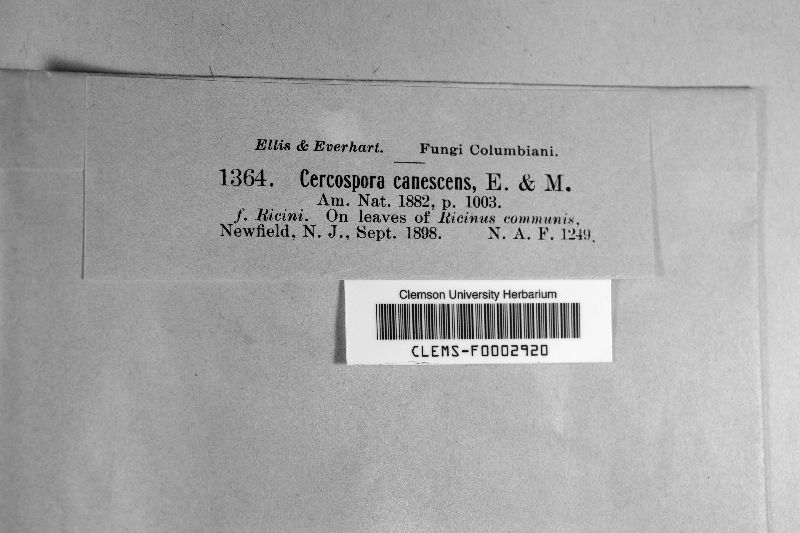 Ellis & Everhart. Fungi Columbiani.
1364. Cercospora canescens, E. & M.
Am. Nat. 1882, p. 1003.
f. Ricini. On leaves of Ricinus communis.
Newfield, N. J., Sept. 1898. N. A. F. 1249.
Clemson University Herbarium
CLEMS-F0002920